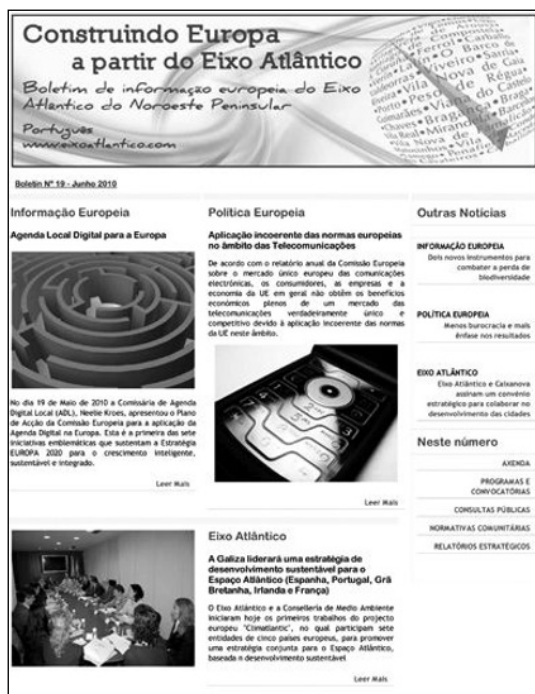 Construindo Europa
a partir do Eixo Atlântico
Boletim de informação europeia do Eixo
Atlantico do Noroeste Peninsular
Português
www.eixoatlantico.com
Boletin Nº 19 - Junho 2010
Informação Europeia
Agenda Local Digital para a Europa
No dia 19 de Maio de 2010 a Comissária de Agenda
Digital Local (ADL), Neelie Kroes, apresentou o Plano
de Acção da Comissão Europeia para a aplicação da
Agenda Digital na Europa. Esta é a primeira das sete
iniciativas emblemáticas que sustentam a Estratégia
EUROPA 2020 para o crescimento inteligente,
sustentável e integrado.
Leer Mais
Política Europeia
Aplicação incoerente das normas europeias
no âmbito das Telecomunicações
De acordo com o relatório anual da Comissão Europeia
sobre o mercado único europeu das comunicações
electrónicas, os consumidores, as empresas e a
economia da UE em geral não obtêm os benefícios
económicos plenos de um mercado das
telecomunicações verdadeiramente único e
competitivo devido à aplicação incoerente das normas
da UE neste âmbito.
Leer Mais
Eixo Atlântico
A Galiza liderará uma estratégia de
desenvolvimento sustentável para o
Espaço Atlântico (Espanha, Portugal, Grã
Bretanha, Irlanda e França)
O Eixo Atlântico e a Conselleria de Medio Ambiente
iniciaram hoje os primeiros trabalhos do projecto
europeu "Climatlantic", no qual participam sete
entidades de cinco países europeus, para promover
uma estratégia conjunta para o Espaço Atlântico,
baseada n desenvolvimento sustentável
Leer Mais
Outras Notícias
INFORMAÇÃO EUROPEIA
Dois novos instrumentos para
combater a perda de
biodiversidade
POLÍTICA EUROPEIA
Menos burocracia e mais
ênfase nos resultados
EIXO ATLÂNTICO
Eixo Atlântico e Caixanova
assinam um convénio
estratégico para colaborar no
desenvolvimento das cidades
Neste número
AXENDA
PROGRAMAS E
CONVOCATÓRIAS
CONSULTAS PÚBLICAS
NORMATIVAS COMUNITÁRIAS
RELATÓRIOS ESTRATÉGICOS